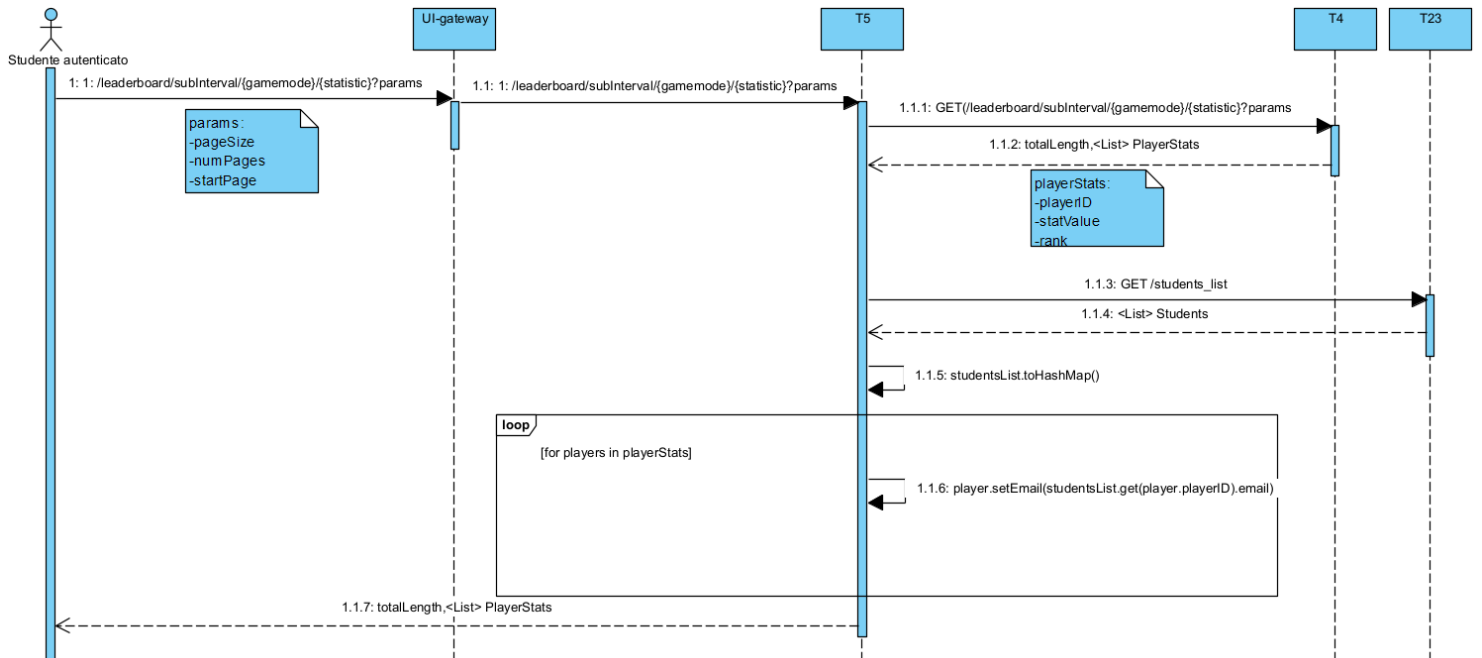 UI-gateway
T5
T4
T23
Studente autenticato
1: 1: /leaderboard/subInterval/{gamemode}/{statistic}?params
1.1: 1: /leaderboard/subInterval/{gamemode}/{statistic}?params
1.1.1: GET(/leaderboard/subInterval/{gamemode}/{statistic}?params
params:
-pageSize
-numPages
-startPage
1.1.2: totalLength,<List> PlayerStats
playerStats:
-playerID
-statValue
-rank
1.1.3: GET /students_list
1.1.4: <List> Students
1.1.5: studentsList.toHashMap()
loop
[for players in playerStats]
1.1.6: player.setEmail(studentsList.get(player.playerID).email)
1.1.7: totalLength,<List> PlayerStats